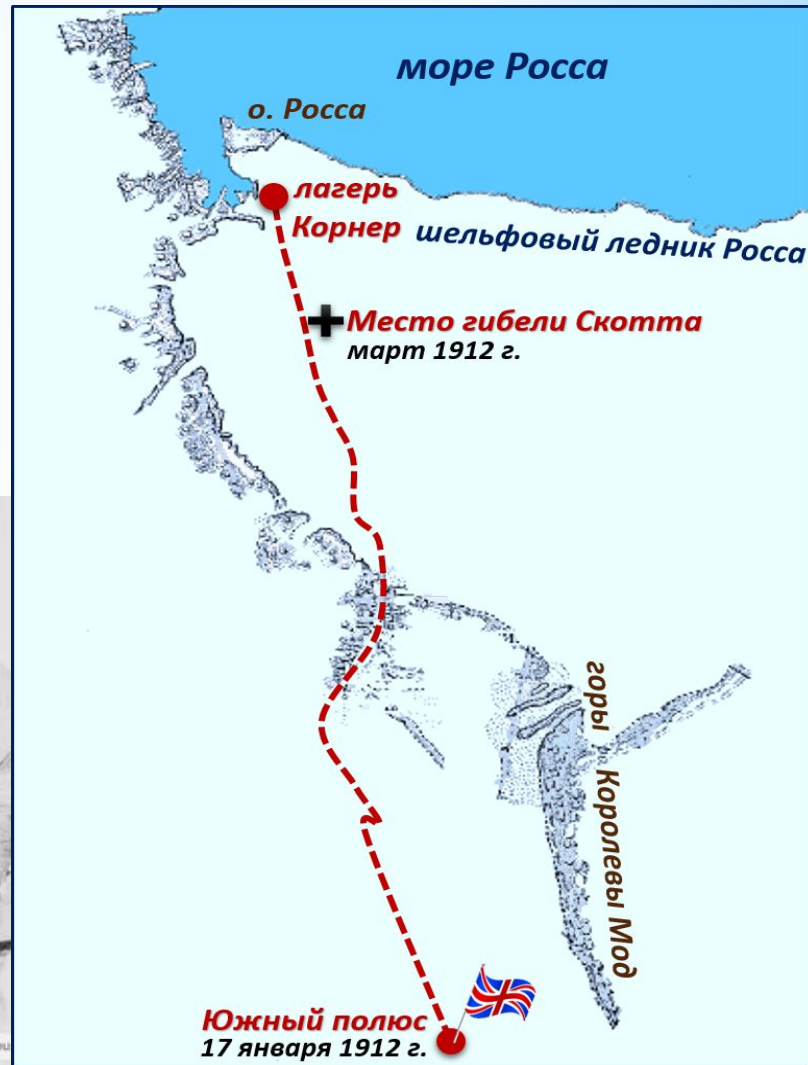 море Росса
о. Росса
лагерь
Корнер
шельфовый ледник Росса
Место гибели Скотта
март 1912 г.
горы Королевы Мод
Южный полюс
17 января 1912 г.